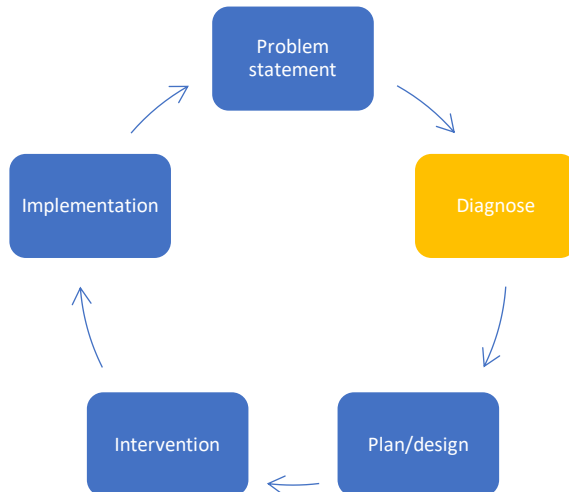 Problem
statement
Diagnose
Plan/design
Intervention
Implementation